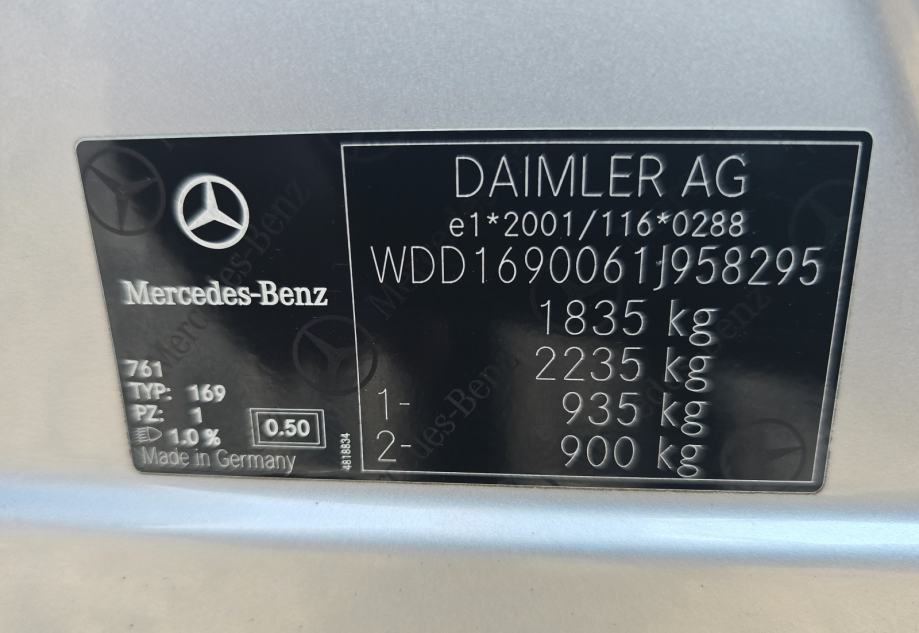 Mercedes-Benz
761
TYP: 169
PZ: 1
1.0 %
0.50
Made in Germany
4818834
DAIMLER AG
e1*2001/116*0288
WDD1690061J958295
1835 kg
2235 kg
1- 935 kg
2- 900 kg